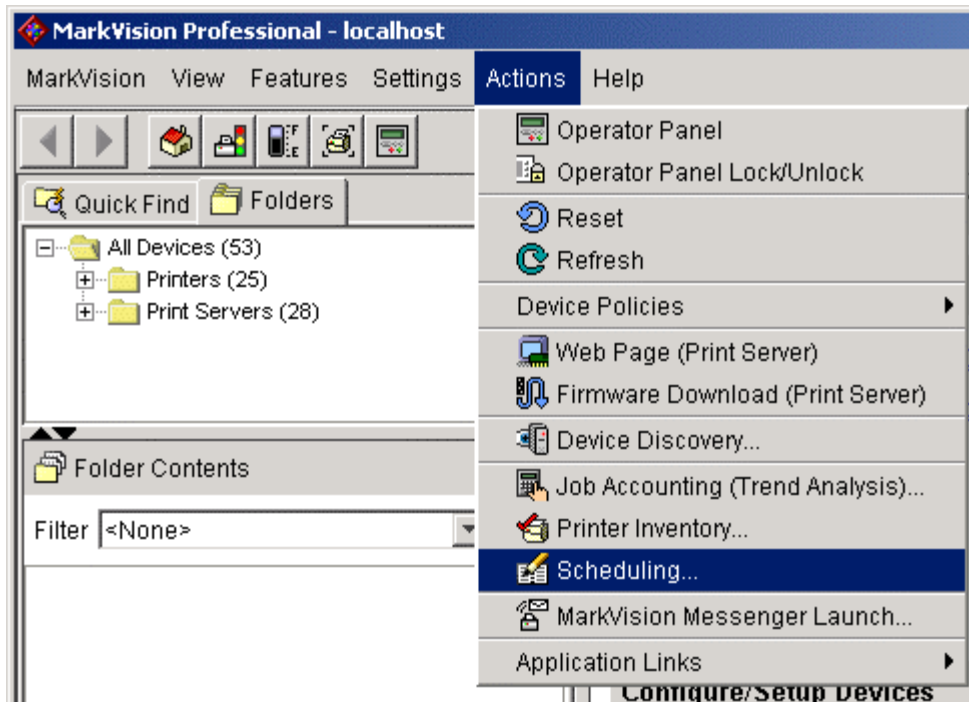 MarkVision Professional - localhost
MarkVision View Features Settings Actions Help
Quick Find Folders
All Devices (53)
Printers (25)
Print Servers (28)
Folder Contents
Filter <None>
Operator Panel
Operator Panel Lock/Unlock
Reset
Refresh
Device Policies
Web Page (Print Server)
Firmware Download (Print Server)
Device Discovery...
Job Accounting (Trend Analysis)...
Printer Inventory...
Scheduling...
MarkVision Messenger Launch...
Application Links
Configure/Setup Devices